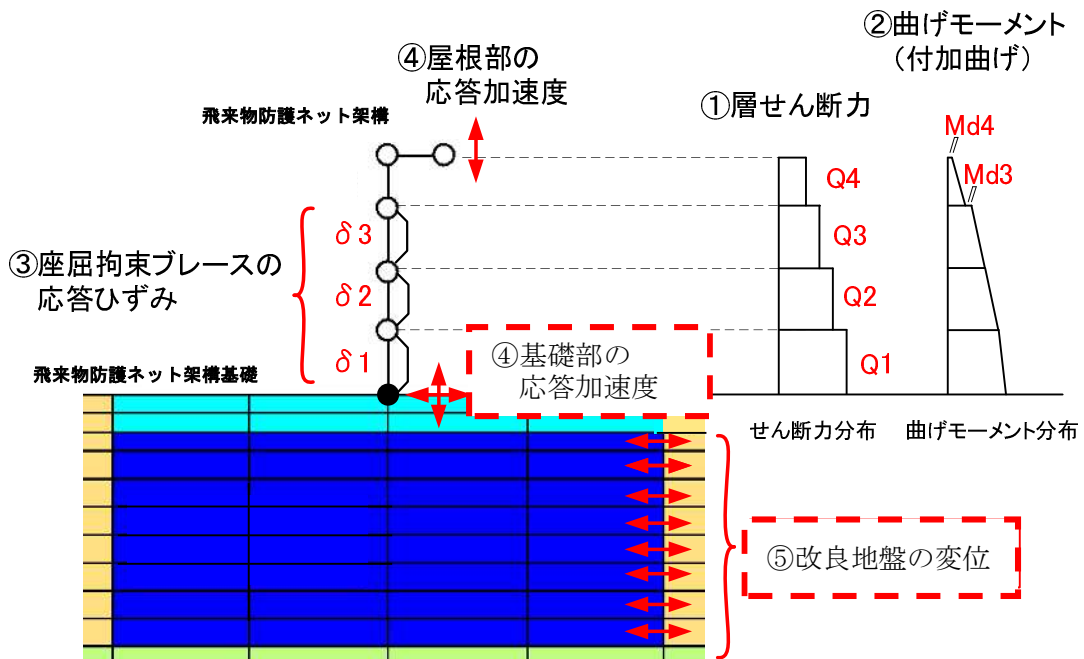 ②曲げモーメント
（付加曲げ）
④屋根部の
応答加速度
①層せん断力
飛来物防護ネット架構
Md4
Md3
Q4
δ3
Q3
③座屈拘束ブレースの
応答ひずみ
δ2
Q2
④基礎部の
応答加速度
δ1
Q1
飛来物防護ネット架構基礎
せん断力分布
曲げモーメント分布
⑤改良地盤の変位